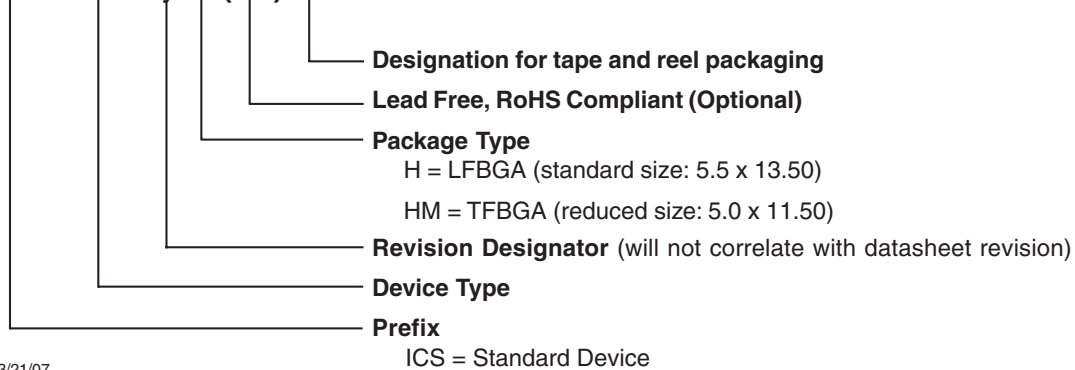 Designation for tape and reel packaging
Lead Free, RoHS Compliant (Optional)
Package Type
H = LFBGA (standard size: 5.5 x 13.50)
HM = TFBGA (reduced size: 5.0 x 11.50)
Revision Designator (will not correlate with datasheet revision)
Device Type
Prefix
ICS = Standard Device